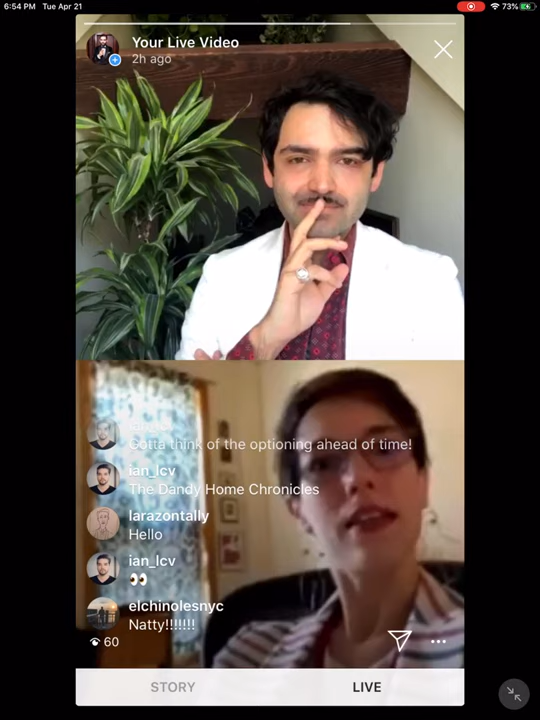 6:54 PM Tue Apr 21
73%
Your Live Video
2h ago
ian_lcv
Gotta think of the optioning ahead of time!
ian_lcv
The Dandy Home Chronicles
larazontally
Hello
ian_lcv
👀
elchinolesnyc
Natty!!!!!!!
60
STORY
LIVE